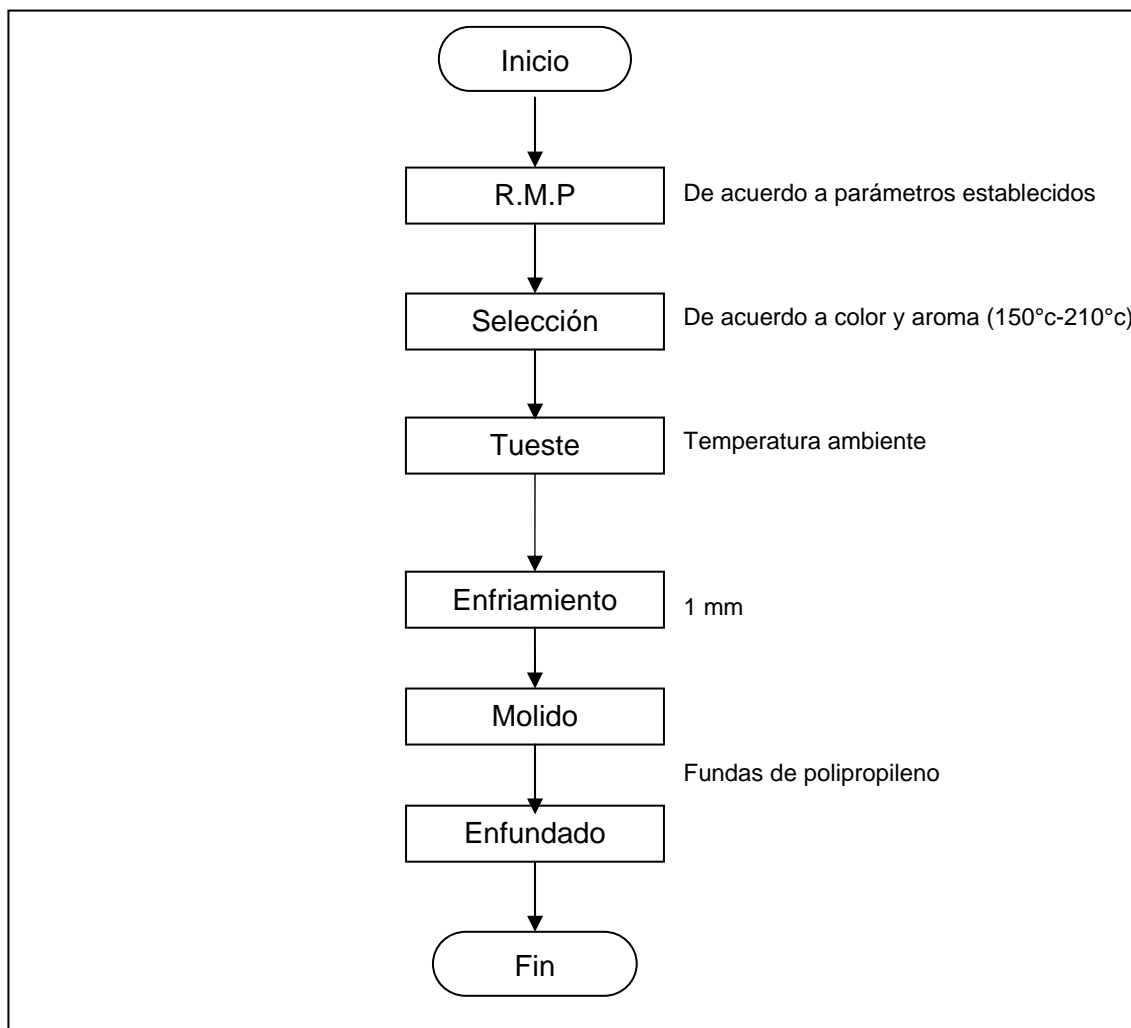 Inicio
R.M.P
De acuerdo a parámetros establecidos
Selección
De acuerdo a color y aroma (150°c-210°c)
Tueste
Temperatura ambiente
Enfriamiento
1 mm
Molido
Fundas de polipropileno
Enfundado
Fin